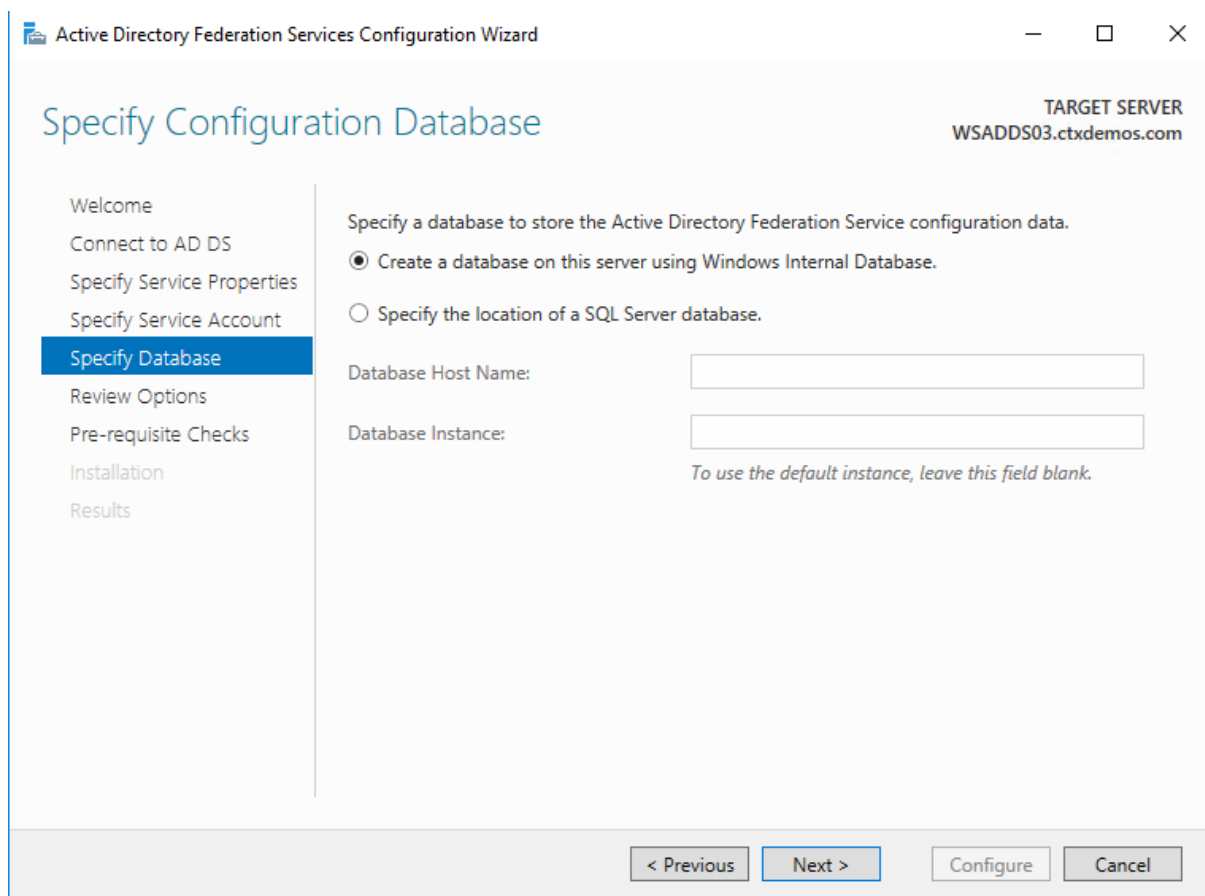 Active Directory Federation Services Configuration Wizard
Specify Configuration Database
TARGET SERVER
WSADDS03.ctxdemos.com
Welcome
Connect to AD DS
Specify Service Properties
Specify Service Account
Specify Database
Review Options
Pre-requisite Checks
Installation
Results
Specify a database to store the Active Directory Federation Service configuration data.
Create a database on this server using Windows Internal Database.
Specify the location of a SQL Server database.
Database Host Name:
Database Instance:
To use the default instance, leave this field blank.
< Previous
Next >
Configure
Cancel